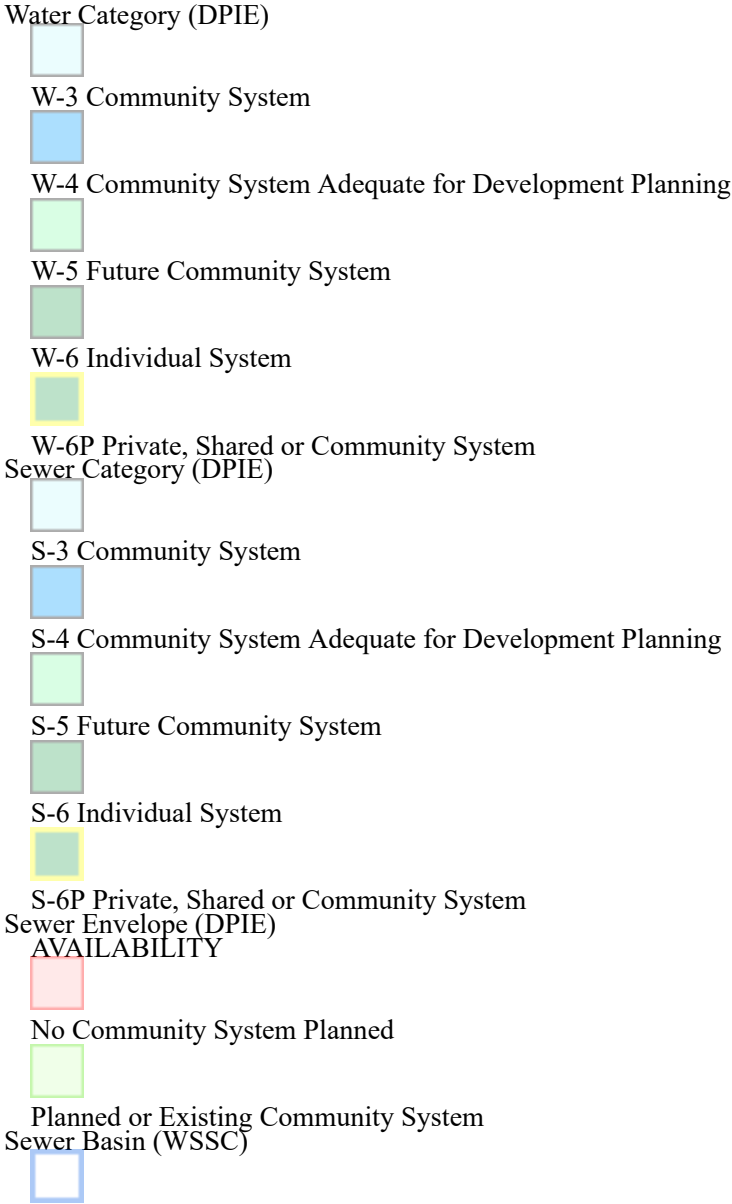 Water Category (DPIE)
W-3 Community System
W-4 Community System Adequate for Development Planning
W-5 Future Community System
W-6 Individual System
W-6P Private, Shared or Community System
Sewer Category (DPIE)
S-3 Community System
S-4 Community System Adequate for Development Planning
S-5 Future Community System
S-6 Individual System
S-6P Private, Shared or Community System
Sewer Envelope (DPIE)
AVAILABILITY
No Community System Planned
Planned or Existing Community System
Sewer Basin (WSSC)